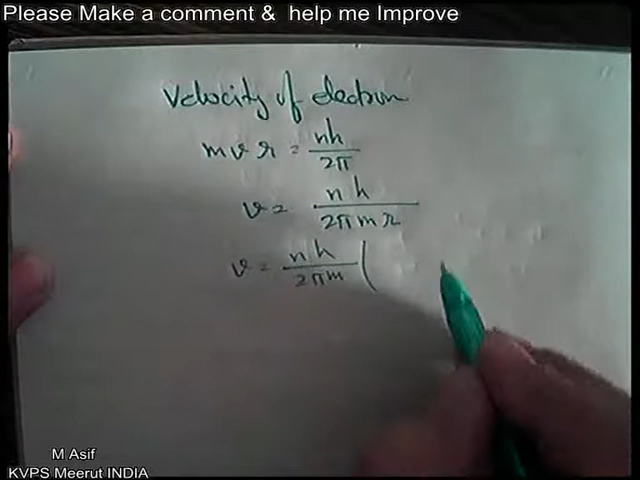 Please Make a comment & help me Improve
Velocity of electron
mvr = nh/2π
v = nh/2πmr
v = nh/2πm (
M Asif
KVPS Meerut INDIA